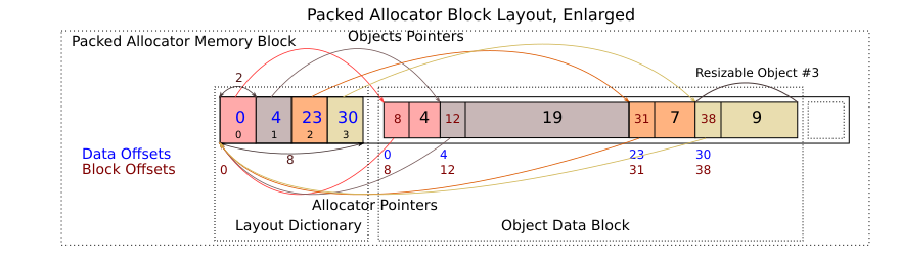 Packed Allocator Block Layout, Enlarged
Packed Allocator Memory Block
Objects Pointers
Resizable Object #3
2
0 4 23 30 8 4 12 19 31 7 38 9
0 1 2 3
Data Offsets 0 4 23 30
8
Block Offsets 0 8 12 31 38
Allocator Pointers
Layout Dictionary
Object Data Block